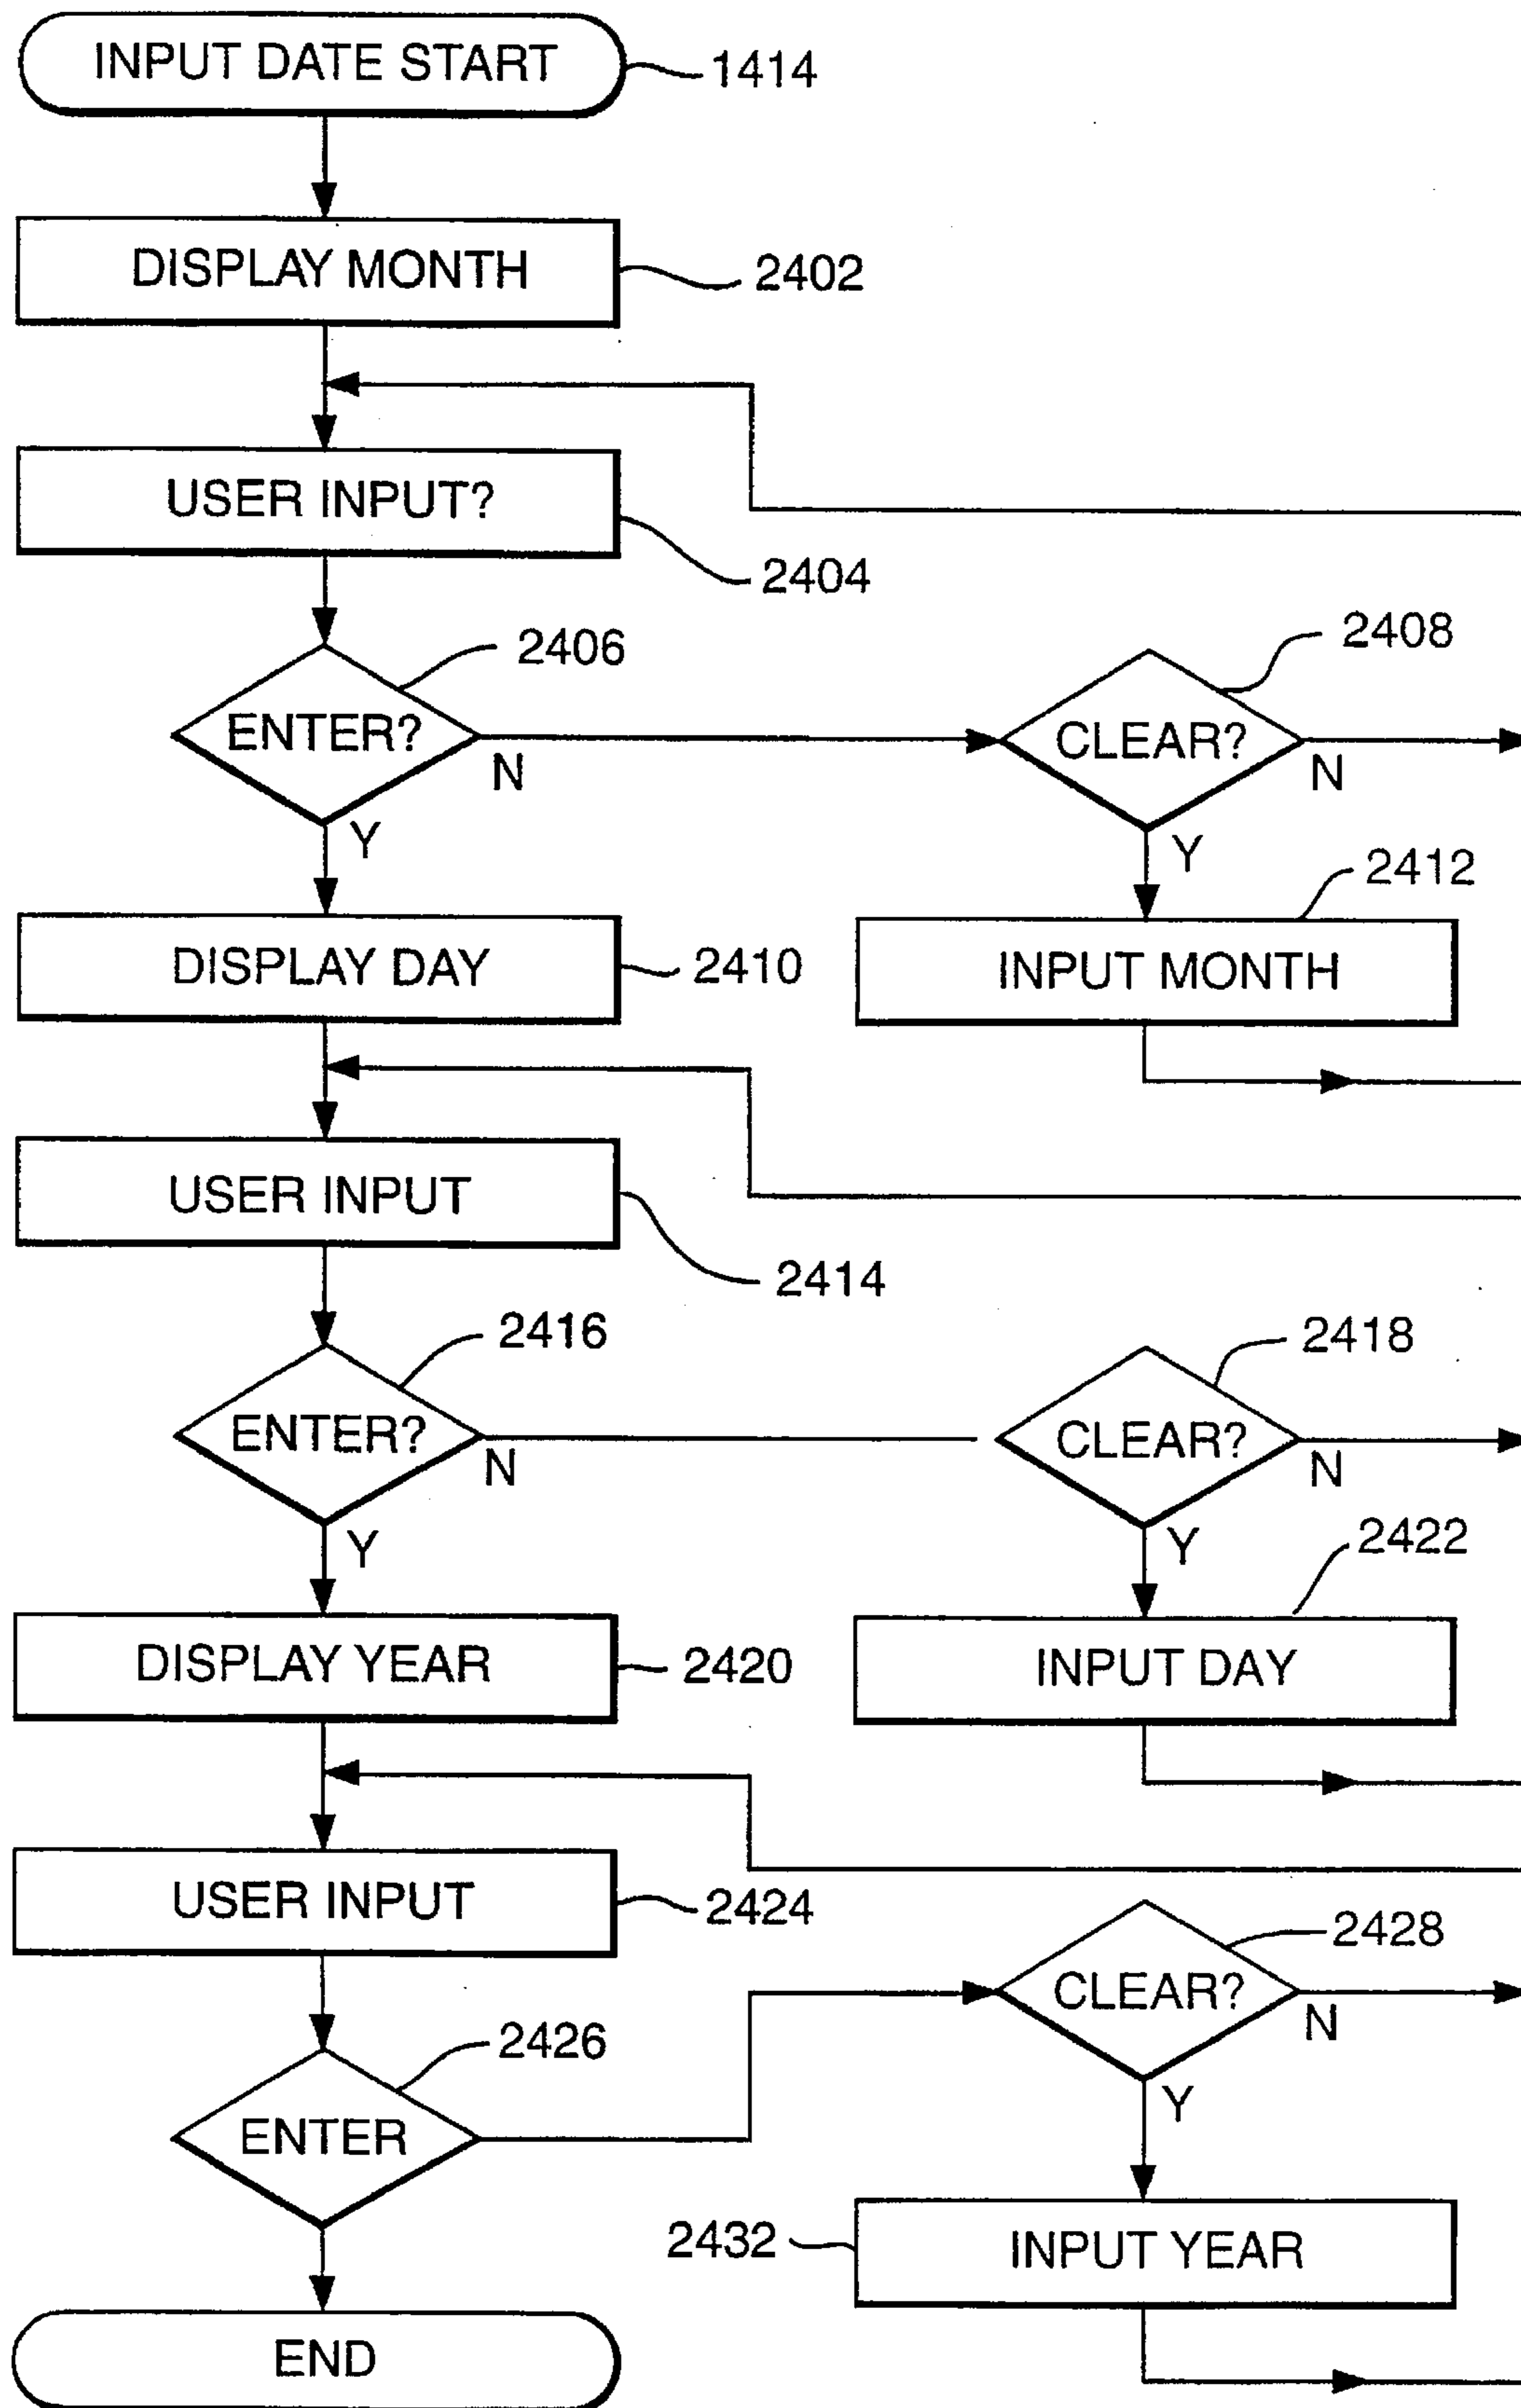 INPUT DATE START
1414
DISPLAY MONTH
2402
USER INPUT?
2404
2406
2408
ENTER?
N
CLEAR?
N
Y
Y
2412
DISPLAY DAY
2410
INPUT MONTH
USER INPUT
2414
2416
2418
ENTER?
N
CLEAR?
N
Y
Y
2422
DISPLAY YEAR
2420
INPUT DAY
USER INPUT
2424
2428
CLEAR?
N
2426
Y
ENTER
2432
INPUT YEAR
END